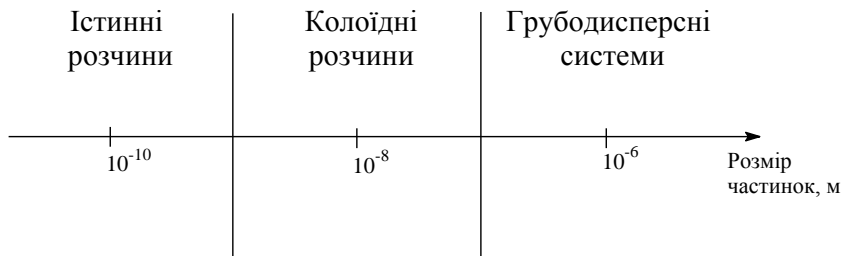 Істинні
розчини
Колоїдні
розчини
Грубодисперсні
системи
10⁻¹⁰
10⁻⁸
10⁻⁶
Розмір
частинок, м